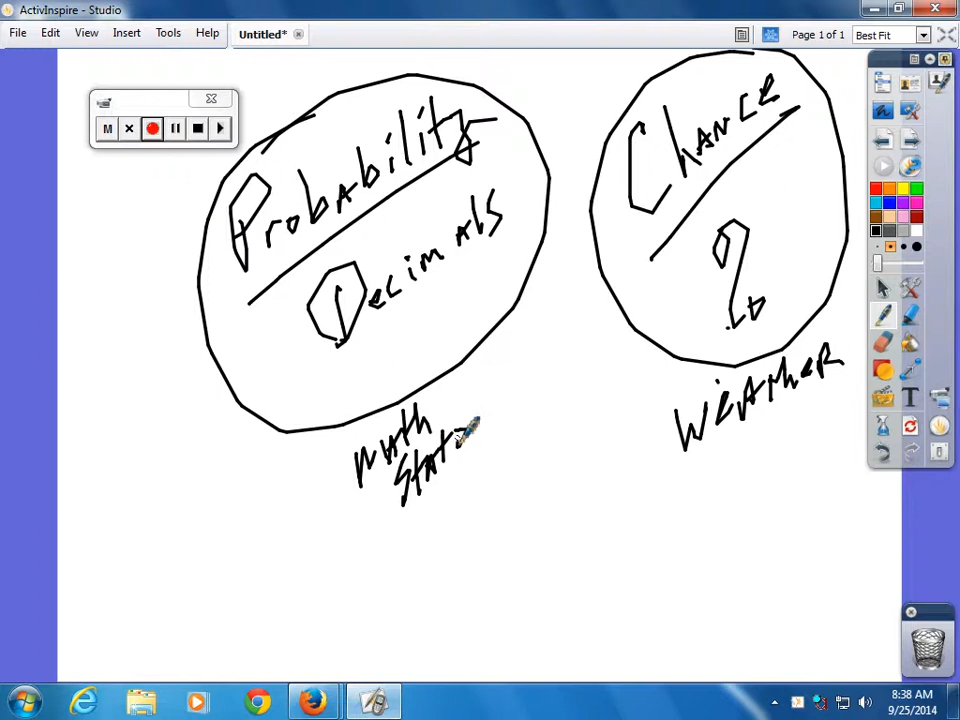 ActivInspire - Studio
File Edit View Insert Tools Help Untitled* Page 1 of 1 Best Fit
M
Probability
Decimals
Chance
%
Math
Stat
WEATHER
T
8:38 AM
9/25/2014